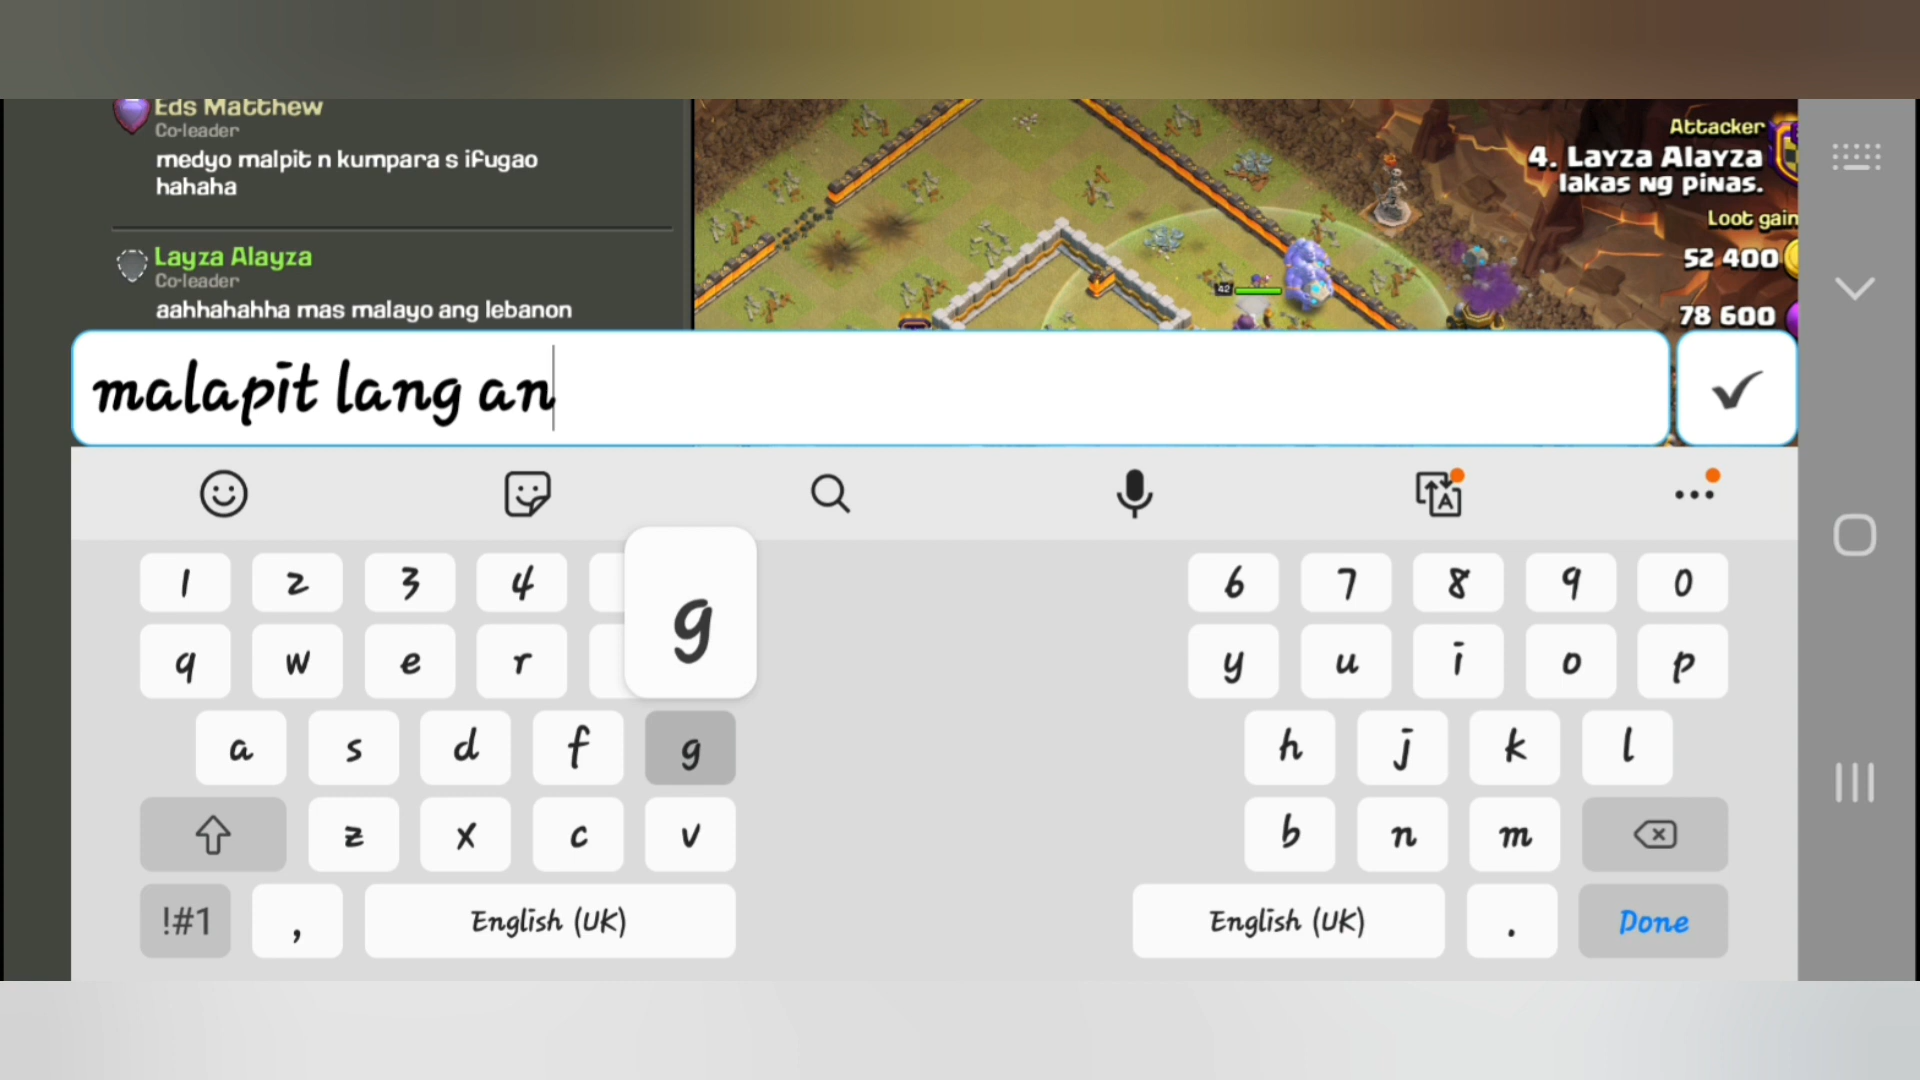 Eds Matthew
Co-leader
medyo malpit n kumpara s ifugao
hahaha
Layza Alayza
Co-leader
aahhahahha mas malayo ang lebanon
Attacker
4. Layza Alayza
lakas ng pinas.
Loot gain
52 400
78 600
42
malapit lang an
1 2 3 4 6 7 8 9 0
g
q w e r y u i o p
a s d f g h j k l
z x c v b n m
!#1 , English (UK) English (UK) . Done